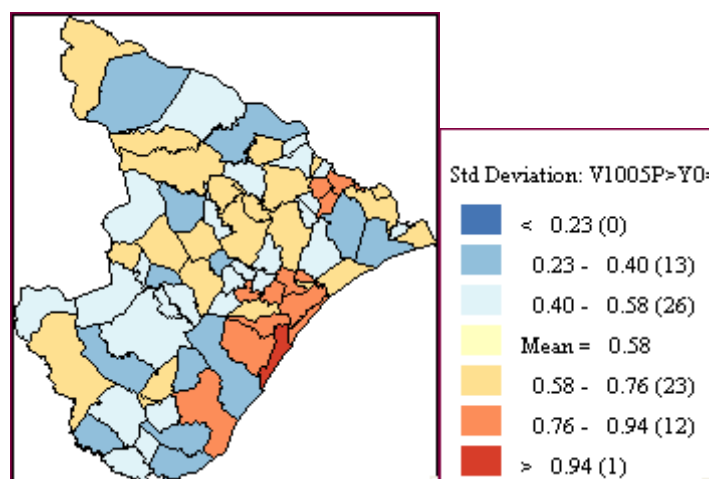 Std Deviation: V1005P>Y0=
< 0.23 (0)
0.23 - 0.40 (13)
0.40 - 0.58 (26)
Mean = 0.58
0.58 - 0.76 (23)
0.76 - 0.94 (12)
> 0.94 (1)